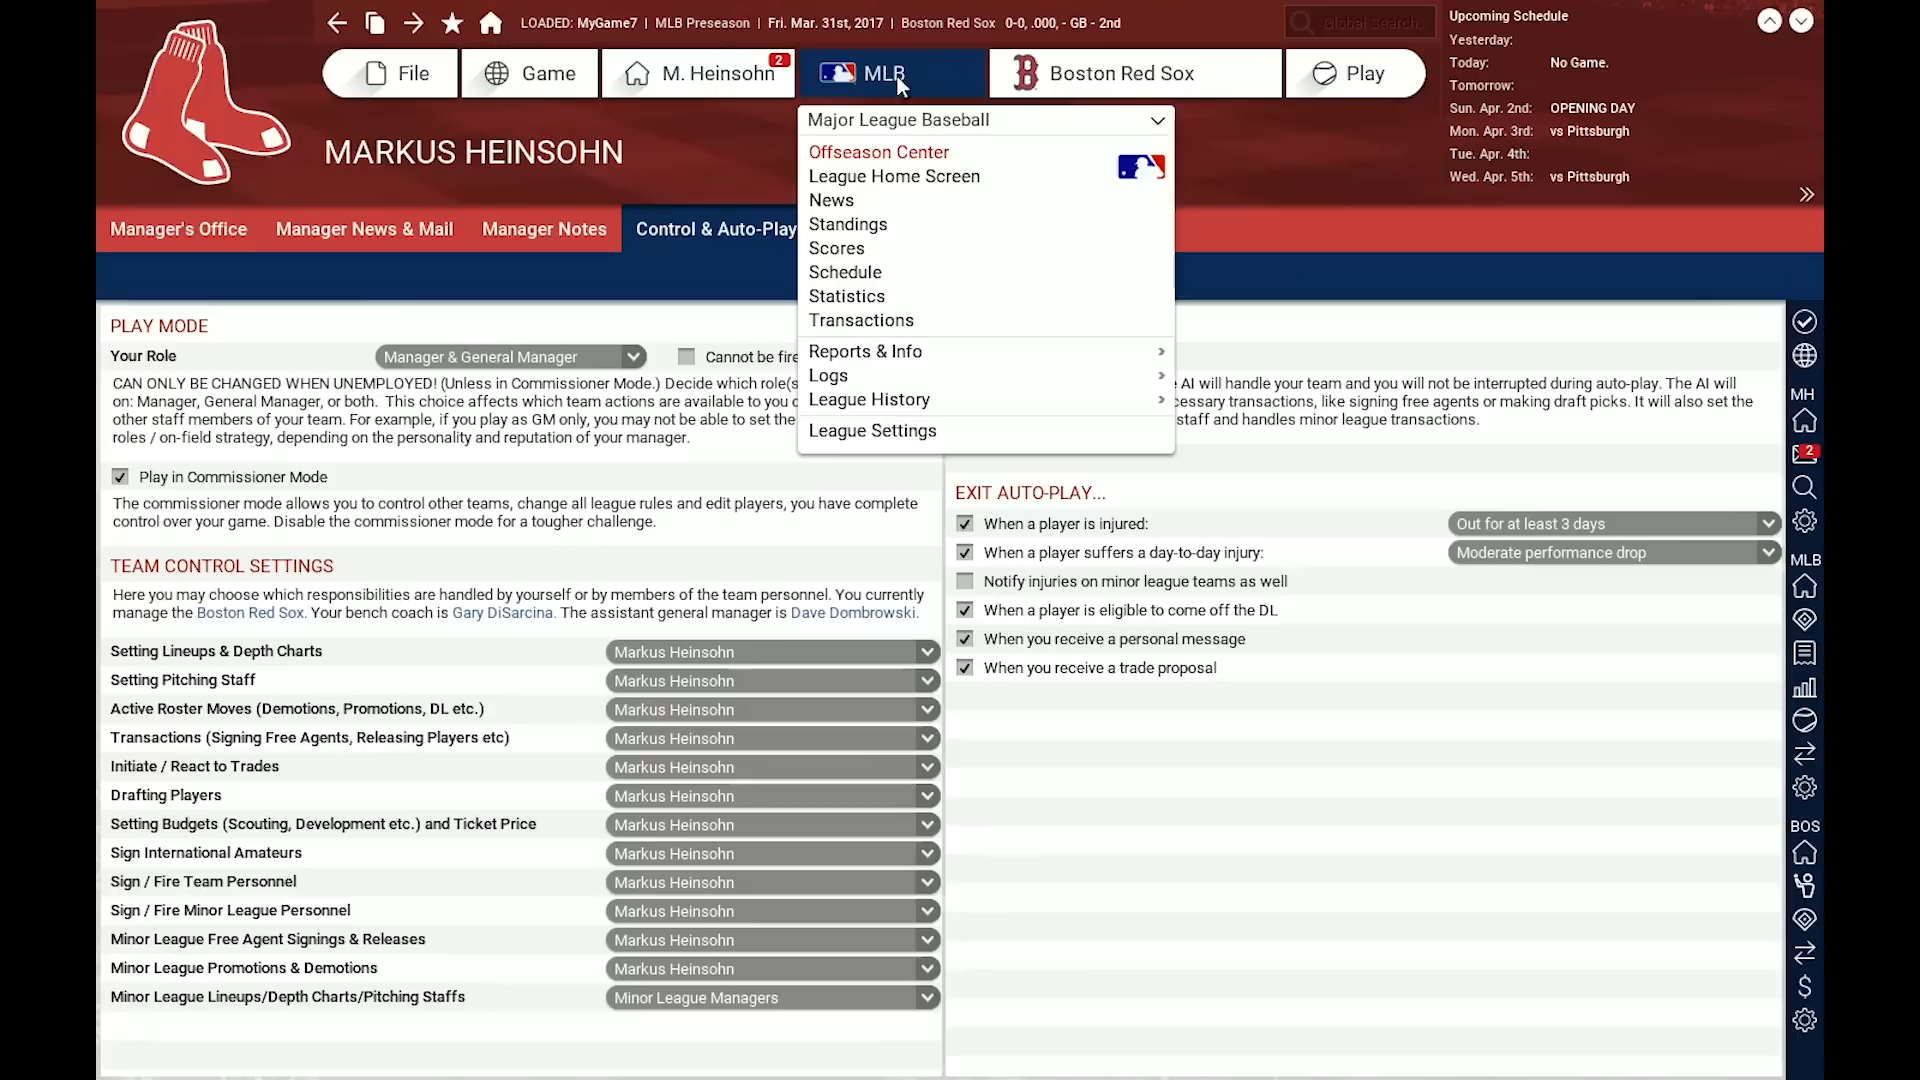 LOADED: MyGame7 | MLB Preseason | Fri. Mar. 31st, 2017 | Boston Red Sox 0-0, .000, - GB - 2nd
Global Search...
Upcoming Schedule
Yesterday:
Today: No Game.
Tomorrow:
Sun. Apr. 2nd: OPENING DAY
Mon. Apr. 3rd: vs Pittsburgh
Tue. Apr. 4th:
Wed. Apr. 5th: vs Pittsburgh
File
Game
M. Heinsohn
2
MLB
Boston Red Sox
Play
MARKUS HEINSOHN
Major League Baseball
Offseason Center
League Home Screen
News
Standings
Scores
Schedule
Statistics
Transactions
Reports & Info
Logs
League History
League Settings
Manager's Office
Manager News & Mail
Manager Notes
Control & Auto-Play
PLAY MODE
Your Role
Manager & General Manager
Cannot be fire
CAN ONLY BE CHANGED WHEN UNEMPLOYED! (Unless in Commissioner Mode.) Decide which role(s
on: Manager, General Manager, or both. This choice affects which team actions are available to you o
other staff members of your team. For example, if you play as GM only, you may not be able to set the
roles / on-field strategy, depending on the personality and reputation of your manager.
AI will handle your team and you will not be interrupted during auto-play. The AI will
cessary transactions, like signing free agents or making draft picks. It will also set the
staff and handles minor league transactions.
Play in Commissioner Mode
The commissioner mode allows you to control other teams, change all league rules and edit players, you have complete
control over your game. Disable the commissioner mode for a tougher challenge.
TEAM CONTROL SETTINGS
Here you may choose which responsibilities are handled by yourself or by members of the team personnel. You currently
manage the Boston Red Sox. Your bench coach is Gary DiSarcina. The assistant general manager is Dave Dombrowski.
Setting Lineups & Depth Charts Markus Heinsohn
Setting Pitching Staff Markus Heinsohn
Active Roster Moves (Demotions, Promotions, DL etc.) Markus Heinsohn
Transactions (Signing Free Agents, Releasing Players etc) Markus Heinsohn
Initiate / React to Trades Markus Heinsohn
Drafting Players Markus Heinsohn
Setting Budgets (Scouting, Development etc.) and Ticket Price Markus Heinsohn
Sign International Amateurs Markus Heinsohn
Sign / Fire Team Personnel Markus Heinsohn
Sign / Fire Minor League Personnel Markus Heinsohn
Minor League Free Agent Signings & Releases Markus Heinsohn
Minor League Promotions & Demotions Markus Heinsohn
Minor League Lineups/Depth Charts/Pitching Staffs Minor League Managers
EXIT AUTO-PLAY...
When a player is injured: Out for at least 3 days
When a player suffers a day-to-day injury: Moderate performance drop
Notify injuries on minor league teams as well
When a player is eligible to come off the DL
When you receive a personal message
When you receive a trade proposal
MH
2
MLB
BOS